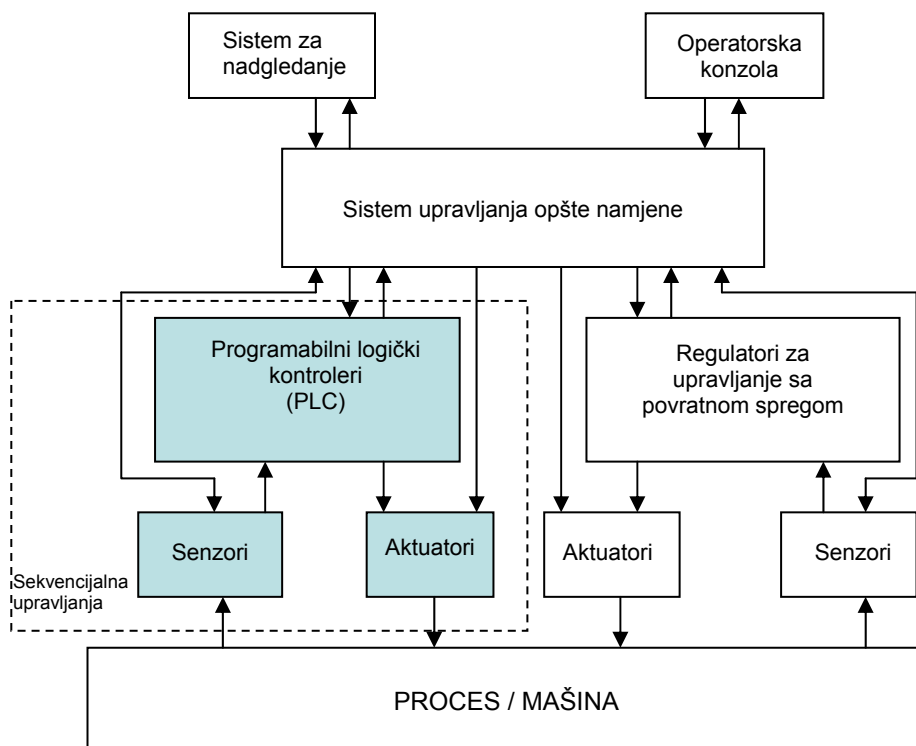 Sistem za
nadgledanje
Operatorska
konzola
Sistem upravljanja opšte namjene
Programabilni logički
kontroleri
(PLC)
Regulatori za
upravljanje sa
povratnom spregom
Senzori
Aktuatori
Aktuatori
Senzori
Sekvencijalna
upravljanja
PROCES / MAŠINA